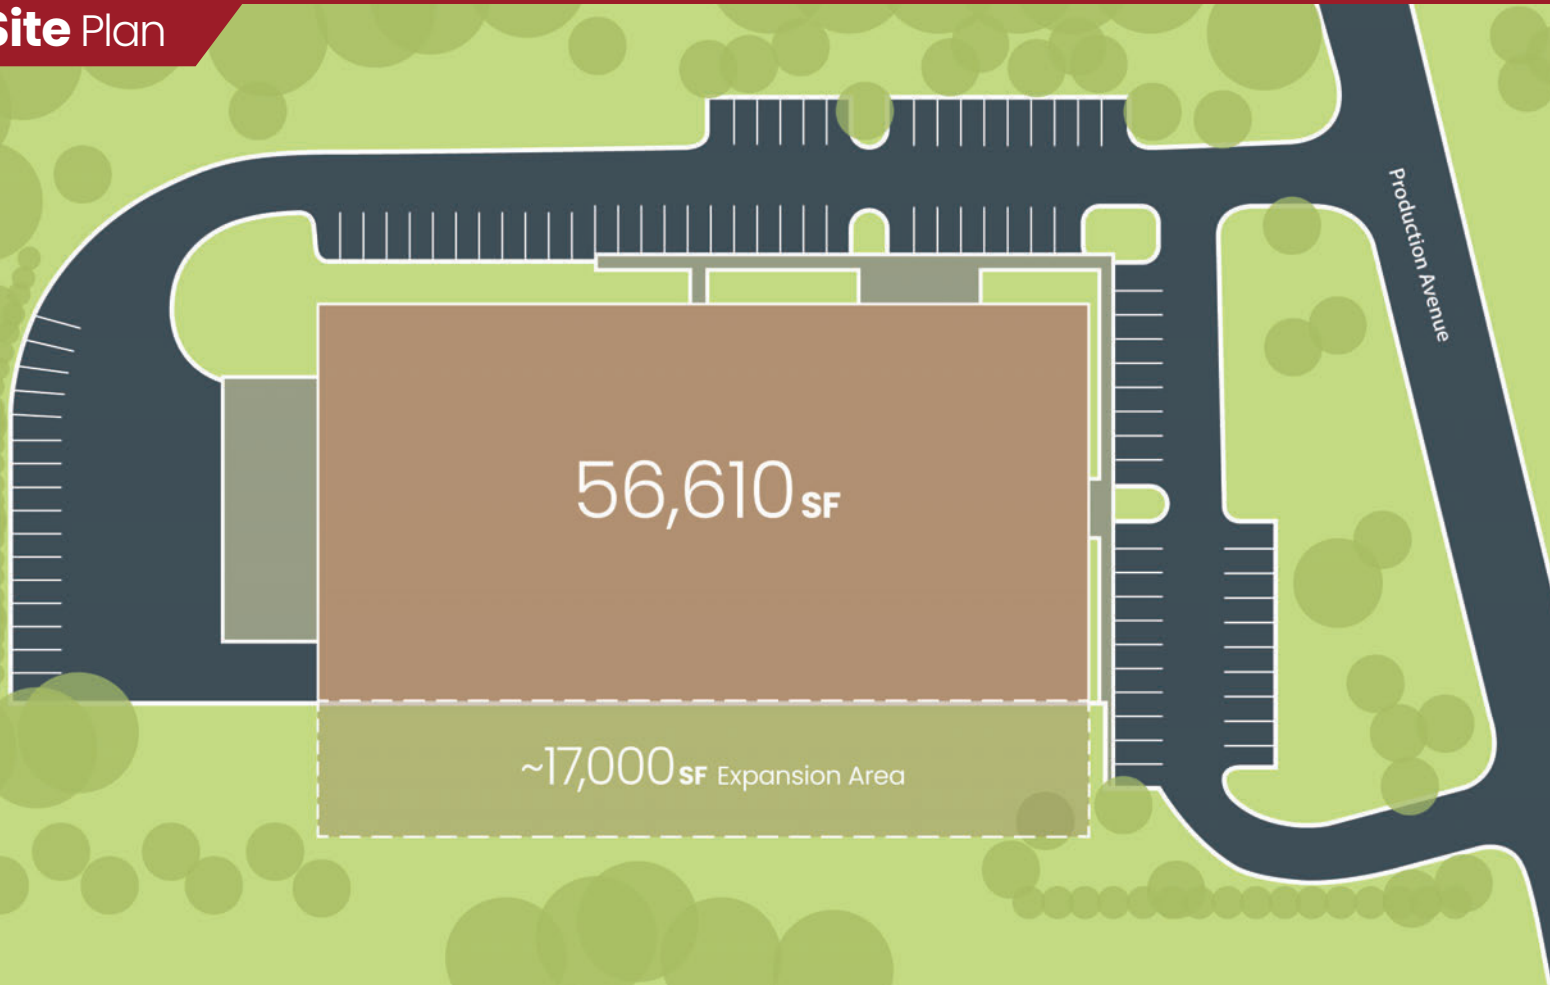 Site Plan
Production Avenue
56,610 SF
~17,000 SF Expansion Area